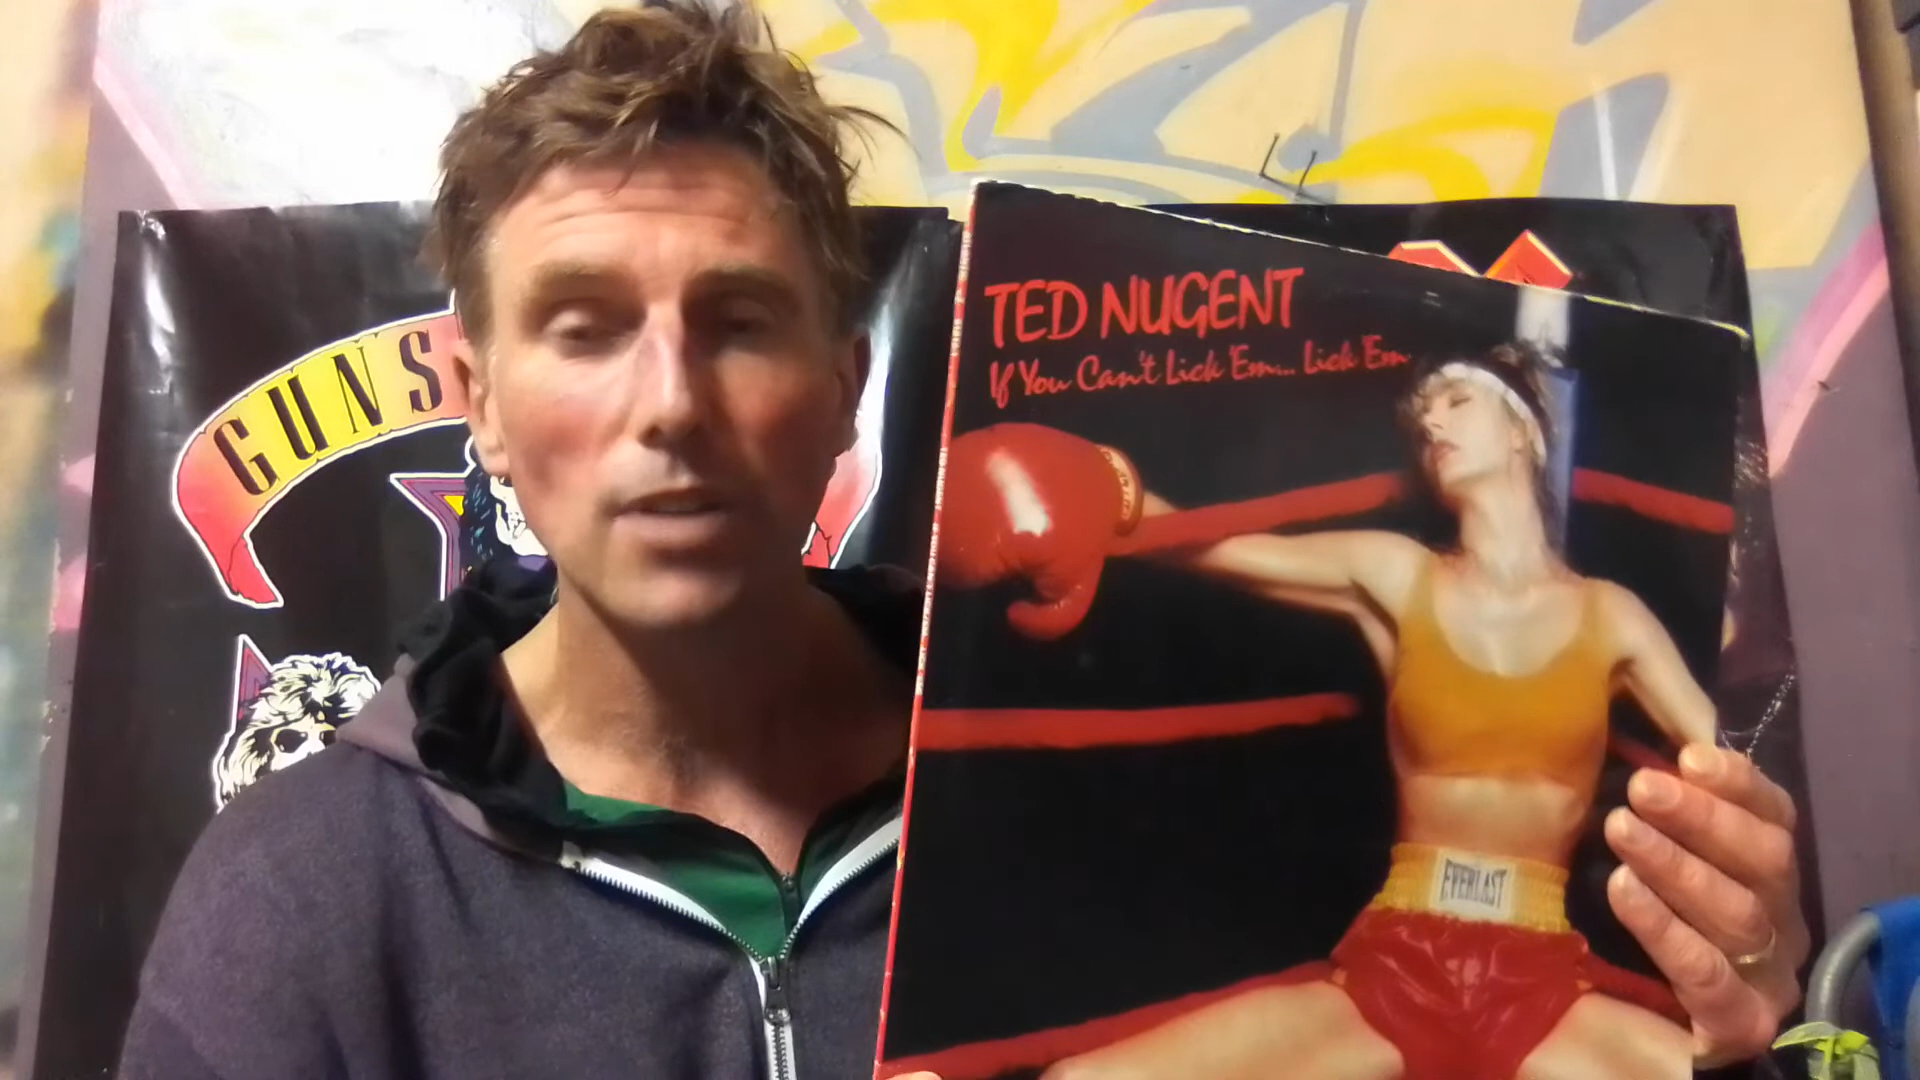 GUNS
TED NUGENT
If You Can't Lick 'Em... Lick 'Em
EVERLAST